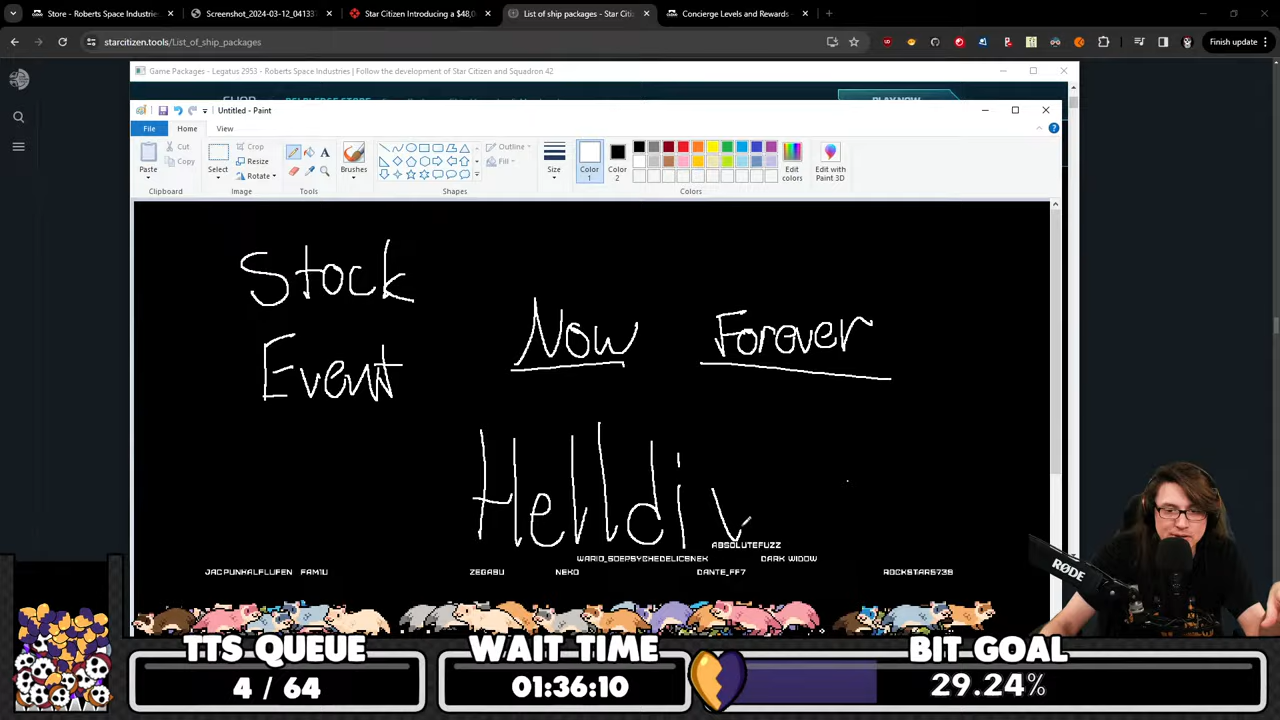 Store - Roberts Space Industries
Screenshot_2024-03-12_04133
Star Citizen Introducing a $48,0
List of ship packages - Star Citiz
Concierge Levels and Rewards -
starcitizen.tools/List_of_ship_packages
Finish update
Game Packages - Legatus 2953 - Roberts Space Industries | Follow the development of Star Citizen and Squadron 42
Untitled - Paint
File Home View
Paste
Cut
Copy
Clipboard
Select
Crop
Resize
Rotate
Image
Tools
Brushes
Shapes
Outline
Fill
Size
Color 1
Color 2
Edit colors
Colors
Edit with Paint 3D
Stock
Event
Now Forover
Helldiv
ABSOLUTEFUZZ
WARIO_SOEPSYCHEDELICSNEK DARK WIDOW
JACPUNHALFLUFEN FAM1U ZEGABU NEKO DANTE_FF7 ROCKSTAR5738
RØDE
TTS QUEUE
4 / 64
WAIT TIME
01:36:10
BIT GOAL
29.24%